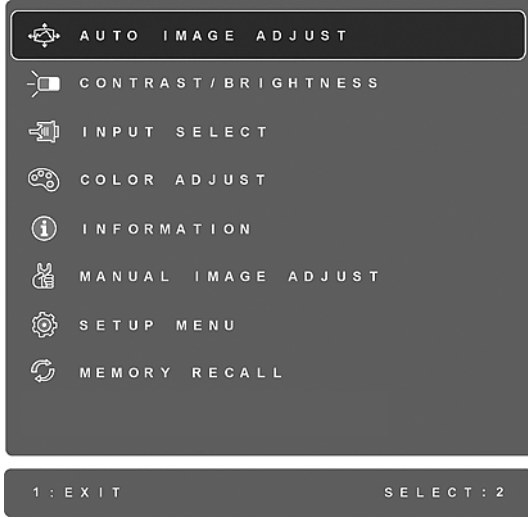 AUTO IMAGE ADJUST
CONTRAST/BRIGHTNESS
INPUT SELECT
COLOR ADJUST
INFORMATION
MANUAL IMAGE ADJUST
SETUP MENU
MEMORY RECALL
1:EXIT SELECT:2